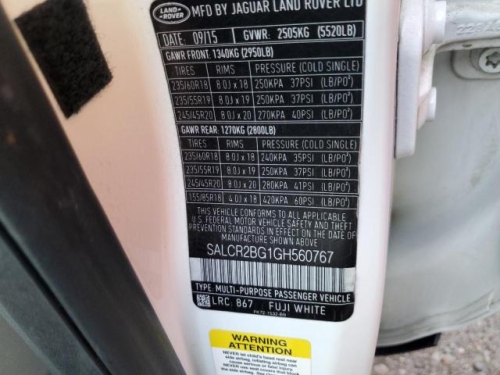 LAND-ROVER
MFD BY JAGUAR LAND ROVER LTD
DATE: 09/15 GVWR: 2505KG (5520LB)
GAWR FRONT: 1340KG (2950LB)
TIRES RIMS PRESSURE (COLD SINGLE)
235/60R18 8.0J x 18 250KPA 37PSI (LB/PO²)
235/55R19 8.0J x 19 250KPA 37PSI (LB/PO²)
245/45R20 8.0J x 20 270KPA 40PSI (LB/PO²)
GAWR REAR: 1270KG (2800LB)
TIRES RIMS PRESSURE (COLD SINGLE)
235/60R18 8.0J x 18 240KPA 35PSI (LB/PO²)
235/55R19 8.0J x 19 250KPA 37PSI (LB/PO²)
245/45R20 8.0J x 20 280KPA 41PSI (LB/PO²)
155/85R18 4.0J x 18 420KPA 60PSI (LB/PO²)
THIS VEHICLE CONFORMS TO ALL APPLICABLE
U.S. FEDERAL MOTOR VEHICLE SAFETY AND THEFT
PREVENTION STANDARDS IN EFFECT ON THE DATE OF
MANUFACTURE SHOWN ABOVE.
SALCR2BG1GH560767
TYPE: MULTI-PURPOSE PASSENGER VEHICLE
LRC, 867 FUJI WHITE
WARNING
AIRBAG ATTENTION